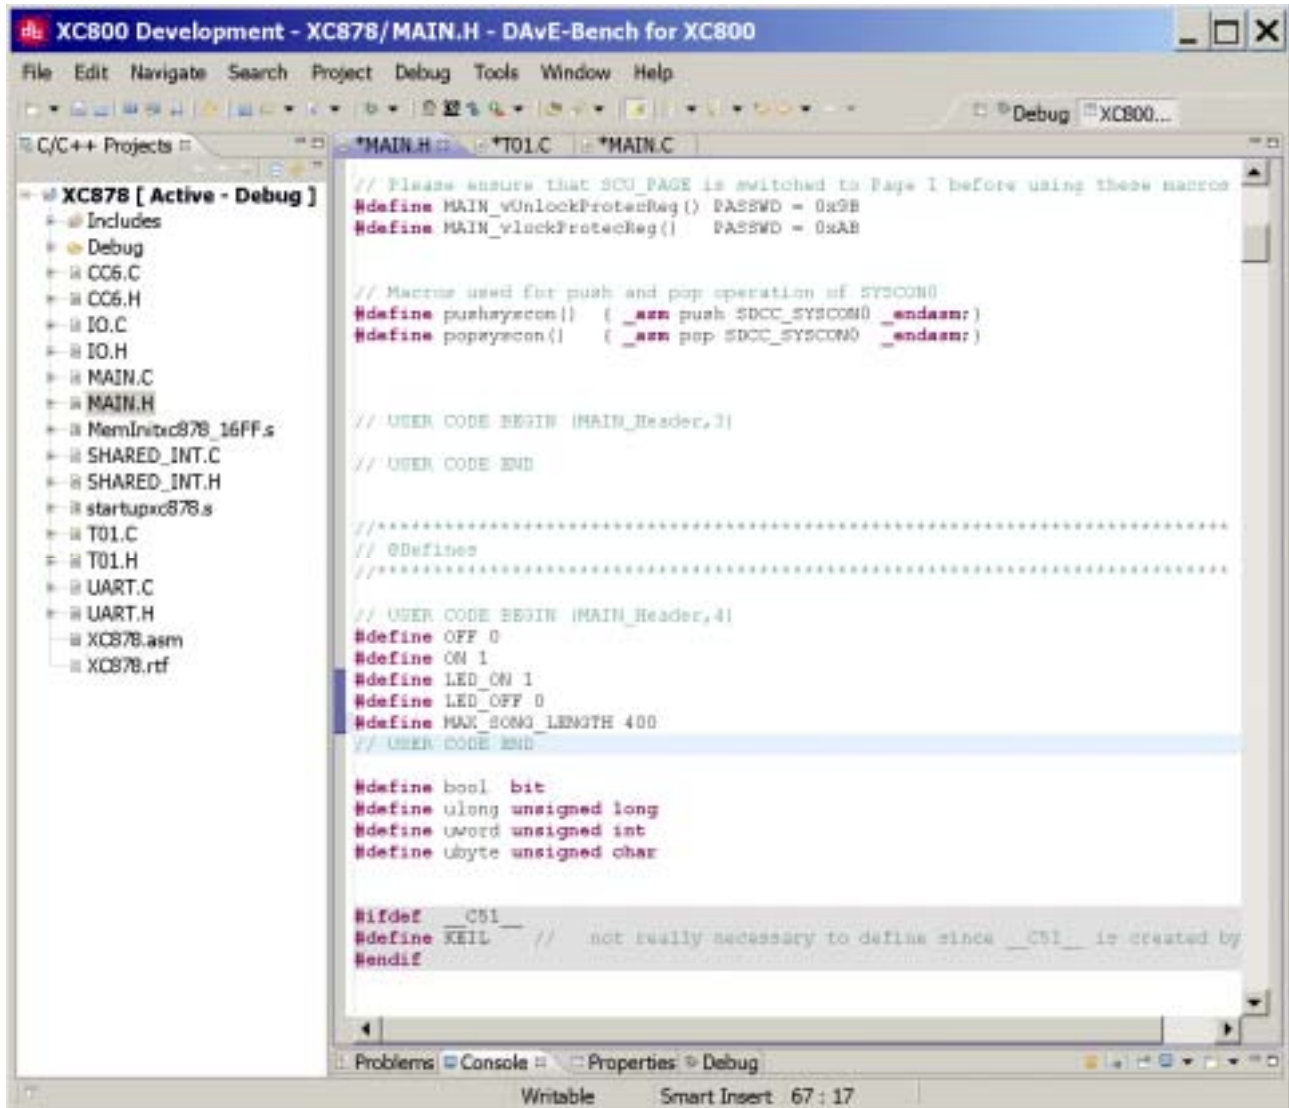 XC800 Development - XC878/MAIN.H - DAvE-Bench for XC800
File Edit Navigate Search Project Debug Tools Window Help
Debug XC800...
C/C++ Projects
*MAIN.H *T01.C *MAIN.C
XC878 [ Active - Debug ]
Includes
Debug
CC6.C
CC6.H
IO.C
IO.H
MAIN.C
MAIN.H
MemInitxc878_16FF.s
SHARED_INT.C
SHARED_INT.H
startupxc878.s
T01.C
T01.H
UART.C
UART.H
XC878.asm
XC878.rtf
// Please ensure that SCU_PAGE is switched to Page 1 before using these macros
#define MAIN_vUnlockProtecReg() PASSWD = 0x9B
#define MAIN_vlockProtecReg() PASSWD = 0xAB
// Macros used for push and pop operation of SYSCON0
#define pushsyscon() { _asm push SDCC_SYSCON0 _endasm;}
#define popsyscon() { _asm pop SDCC_SYSCON0 _endasm;}
// USER CODE BEGIN (MAIN_Header,3)
// USER CODE END
//****************************************************************************
// @Defines
//****************************************************************************
// USER CODE BEGIN (MAIN_Header,4)
#define OFF 0
#define ON 1
#define LED_ON 1
#define LED_OFF 0
#define MAX_SONG_LENGTH 400
// USER CODE END
#define bool bit
#define ulong unsigned long
#define uword unsigned int
#define ubyte unsigned char
#ifdef __C51__
#define KEIL // not really necessary to define since __C51__ is created by
#endif
Problems Console Properties Debug
Writable Smart Insert 67 : 17